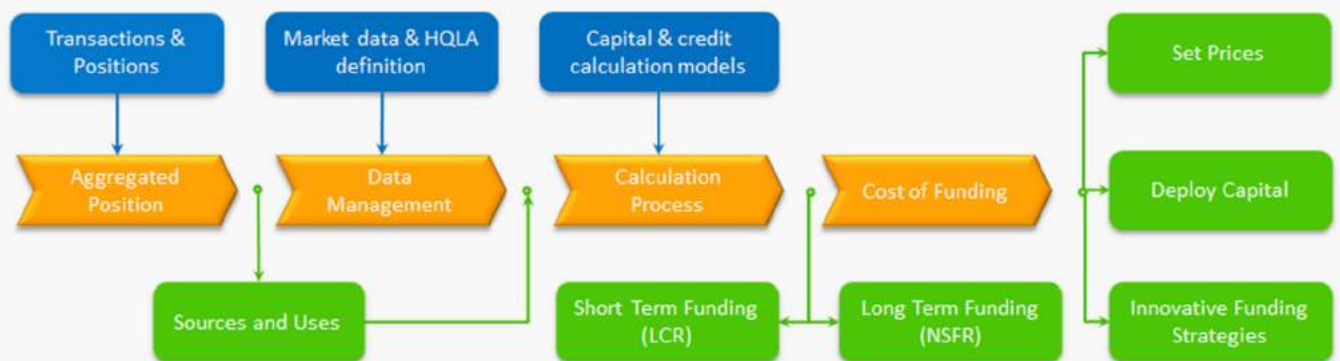 Transactions &
Positions
Market data & HQLA
definition
Capital & credit
calculation models
Set Prices
Aggregated
Position
Data
Management
Calculation
Process
Cost of Funding
Deploy Capital
Sources and Uses
Short Term Funding
(LCR)
Long Term Funding
(NSFR)
Innovative Funding
Strategies